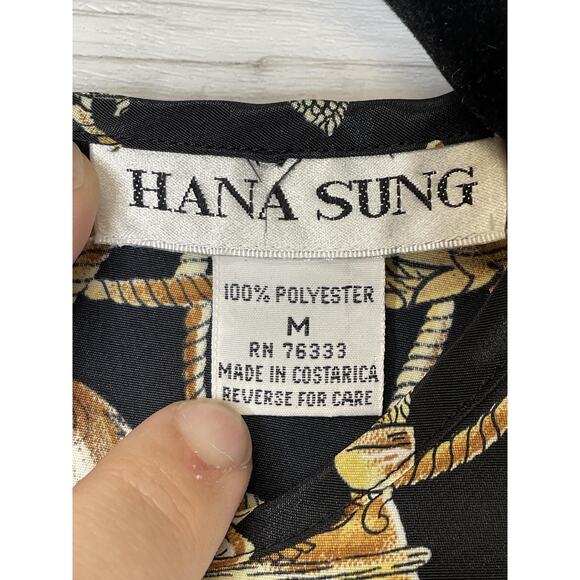 HANA SUNG
100% POLYESTER
M
RN 76333
MADE IN COSTARICA
REVERSE FOR CARE